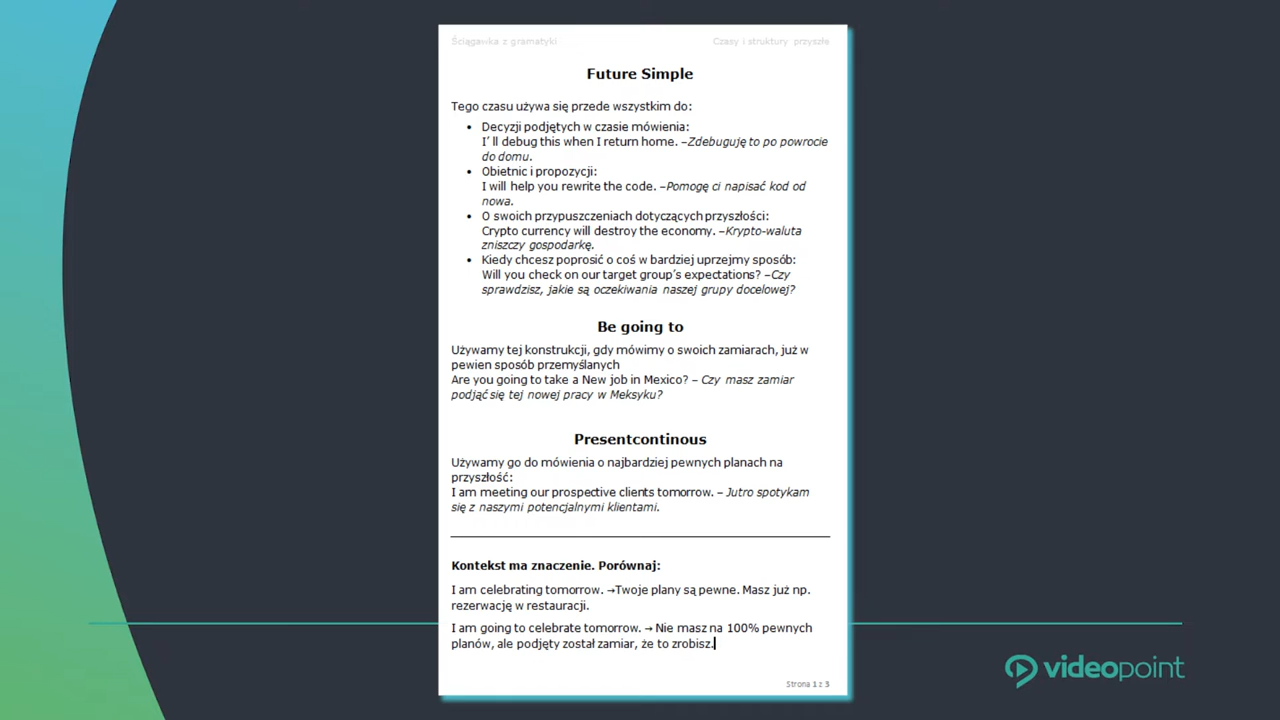 Ściągawka z gramatyki Czasy i struktury przyszłe
Future Simple
Tego czasu używa się przede wszystkim do:
• Decyzji podjętych w czasie mówienia:
I' ll debug this when I return home. –Zdebuguję to po powrocie
do domu.
• Obietnic i propozycji:
I will help you rewrite the code. –Pomogę ci napisać kod od
nowa.
• O swoich przypuszczeniach dotyczących przyszłości:
Crypto currency will destroy the economy. –Krypto-waluta
zniszczy gospodarkę.
• Kiedy chcesz poprosić o coś w bardziej uprzejmy sposób:
Will you check on our target group's expectations? –Czy
sprawdzisz, jakie są oczekiwania naszej grupy docelowej?
Be going to
Używamy tej konstrukcji, gdy mówimy o swoich zamiarach, już w
pewien sposób przemyślanych
Are you going to take a New job in Mexico? – Czy masz zamiar
podjąć się tej nowej pracy w Meksyku?
Presentcontinous
Używamy go do mówienia o najbardziej pewnych planach na
przyszłość:
I am meeting our prospective clients tomorrow. – Jutro spotykam
się z naszymi potencjalnymi klientami.
Kontekst ma znaczenie. Porównaj:
I am celebrating tomorrow. →Twoje plany są pewne. Masz już np.
rezerwację w restauracji.
I am going to celebrate tomorrow. → Nie masz na 100% pewnych
planów, ale podjęty został zamiar, że to zrobisz.
Strona 1 z 3
videopoint